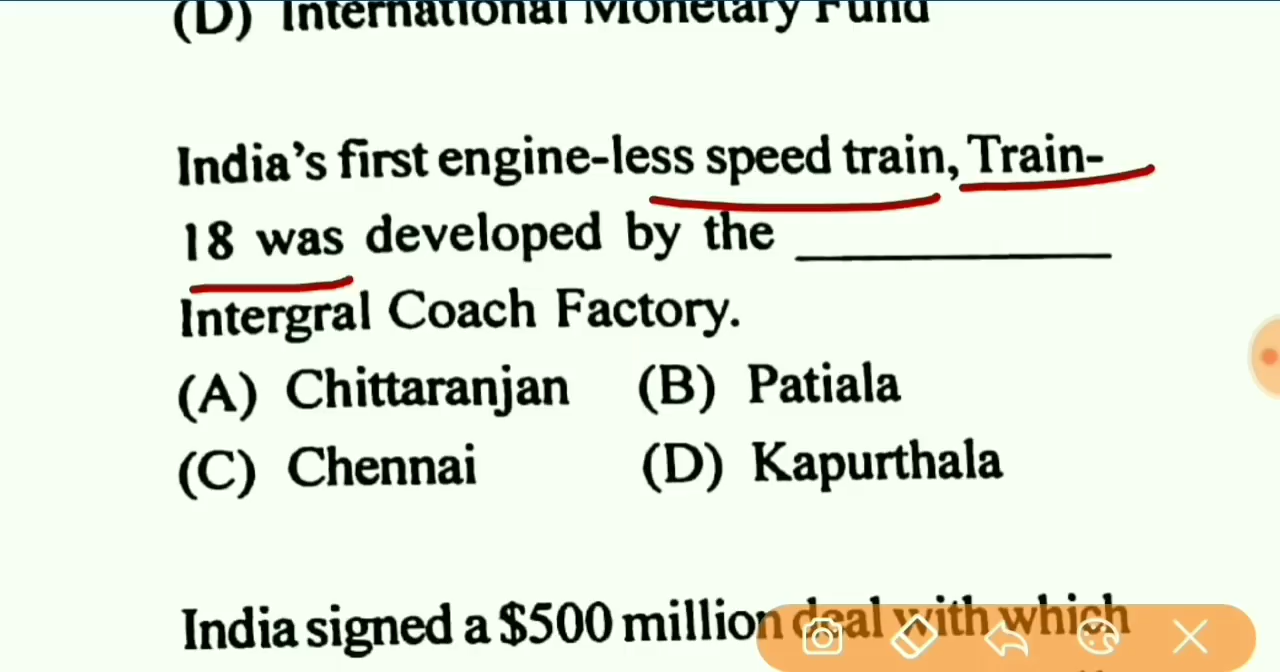 (D) International Monetary Fund
India's first engine-less speed train, Train-
18 was developed by the ____________
Intergral Coach Factory.
(A) Chittaranjan (B) Patiala
(C) Chennai (D) Kapurthala
India signed a $500 million deal with which